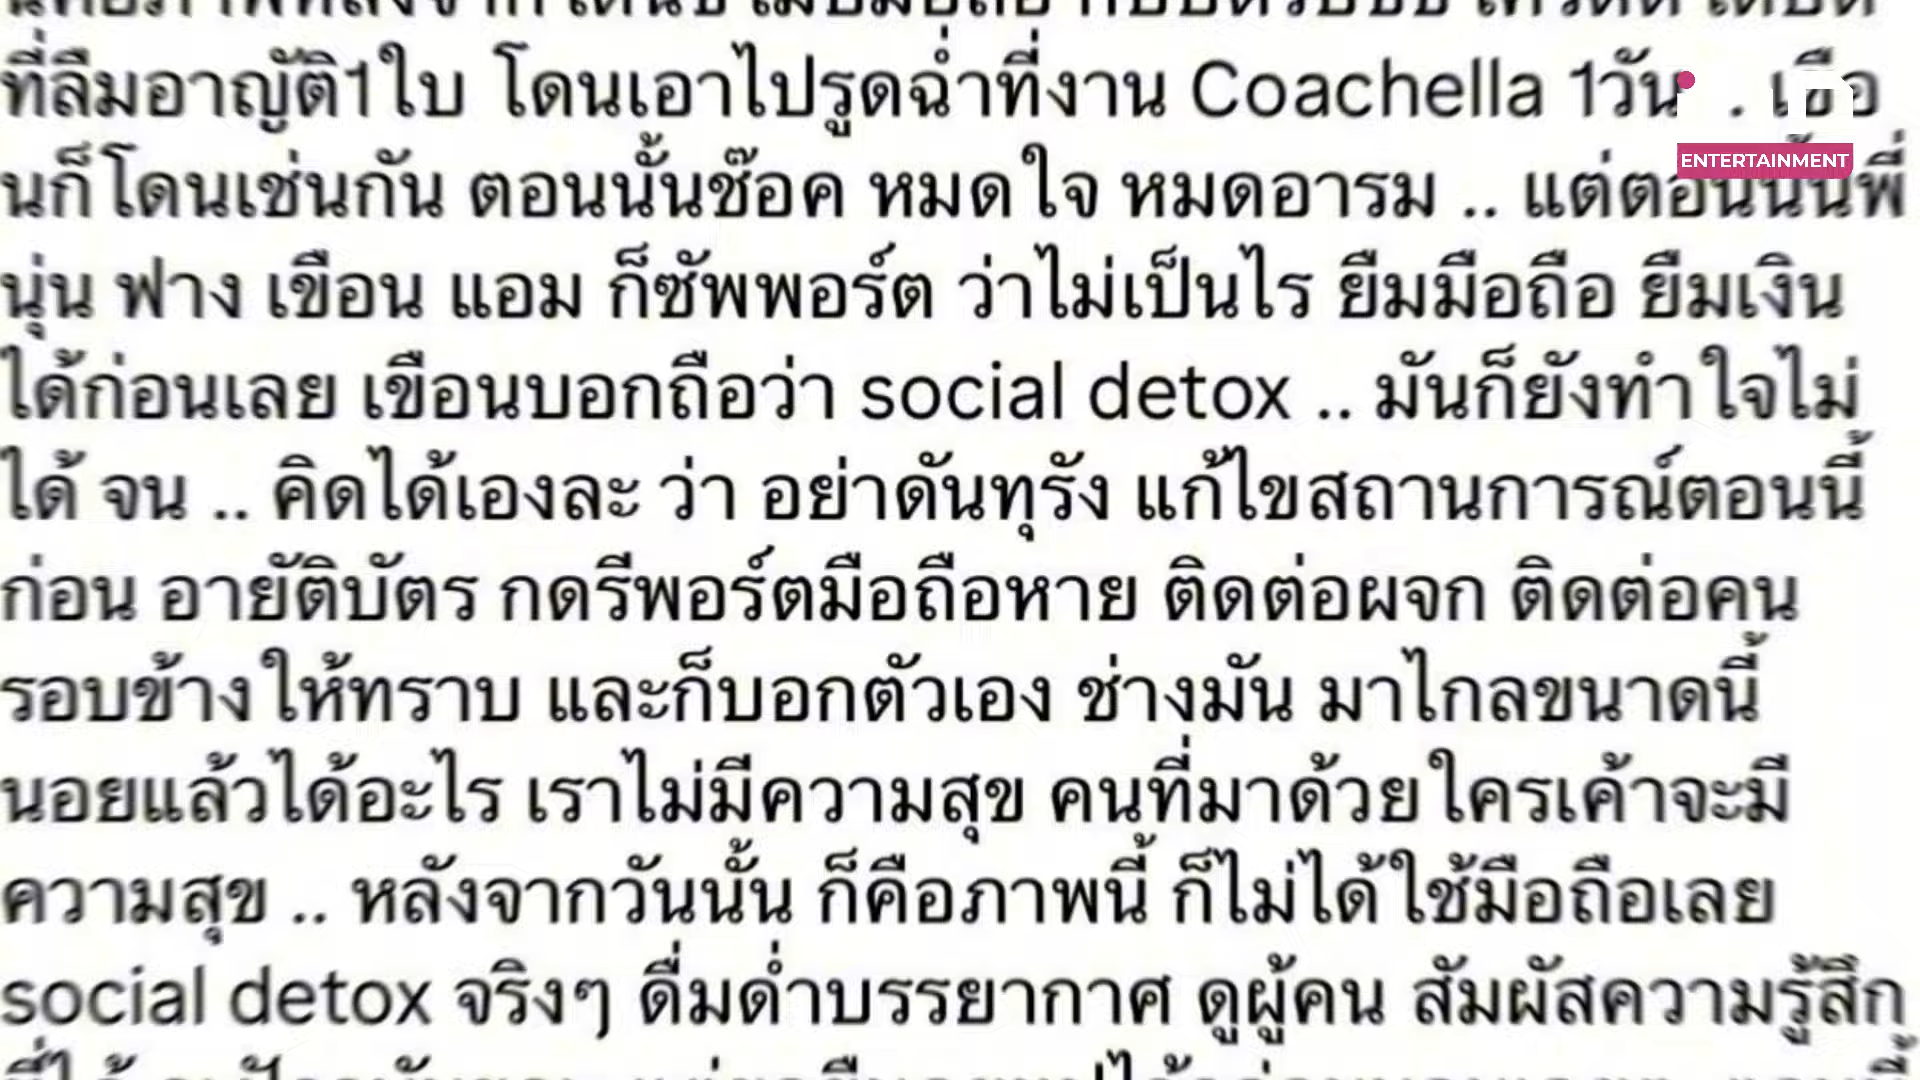 ที่ลืมอาญัติ1ใบ โดนเอาไปรูดฉ่ำที่งาน Coachella 1วัน .. เขือ
นก็โดนเช่นกัน ตอนนั้นช๊อค หมดใจ หมดอารม .. แต่ตอนนั้นพี่
นุ่น ฟาง เขือน แอม ก็ซัพพอร์ต ว่าไม่เป็นไร ยืมมือถือ ยืมเงิน
ได้ก่อนเลย เขือนบอกถือว่า social detox .. มันก็ยังทำใจไม่
ได้ จน .. คิดได้เองละ ว่า อย่าดันทุรัง แก้ไขสถานการณ์ตอนนี้
ก่อน อายัติบัตร กดรีพอร์ตมือถือหาย ติดต่อผจก ติดต่อคน
รอบข้างให้ทราบ และก็บอกตัวเอง ช่างมัน มาไกลขนาดนี้
นอยแล้วได้อะไร เราไม่มีความสุข คนที่มาด้วยใครเค้าจะมี
ความสุข .. หลังจากวันนั้น ก็คือภาพนี้ ก็ไม่ได้ใช้มือถือเลย
social detox จริงๆ ดื่มด่ำบรรยากาศ ดูผู้คน สัมผัสความรู้สึก
ENTERTAINMENT